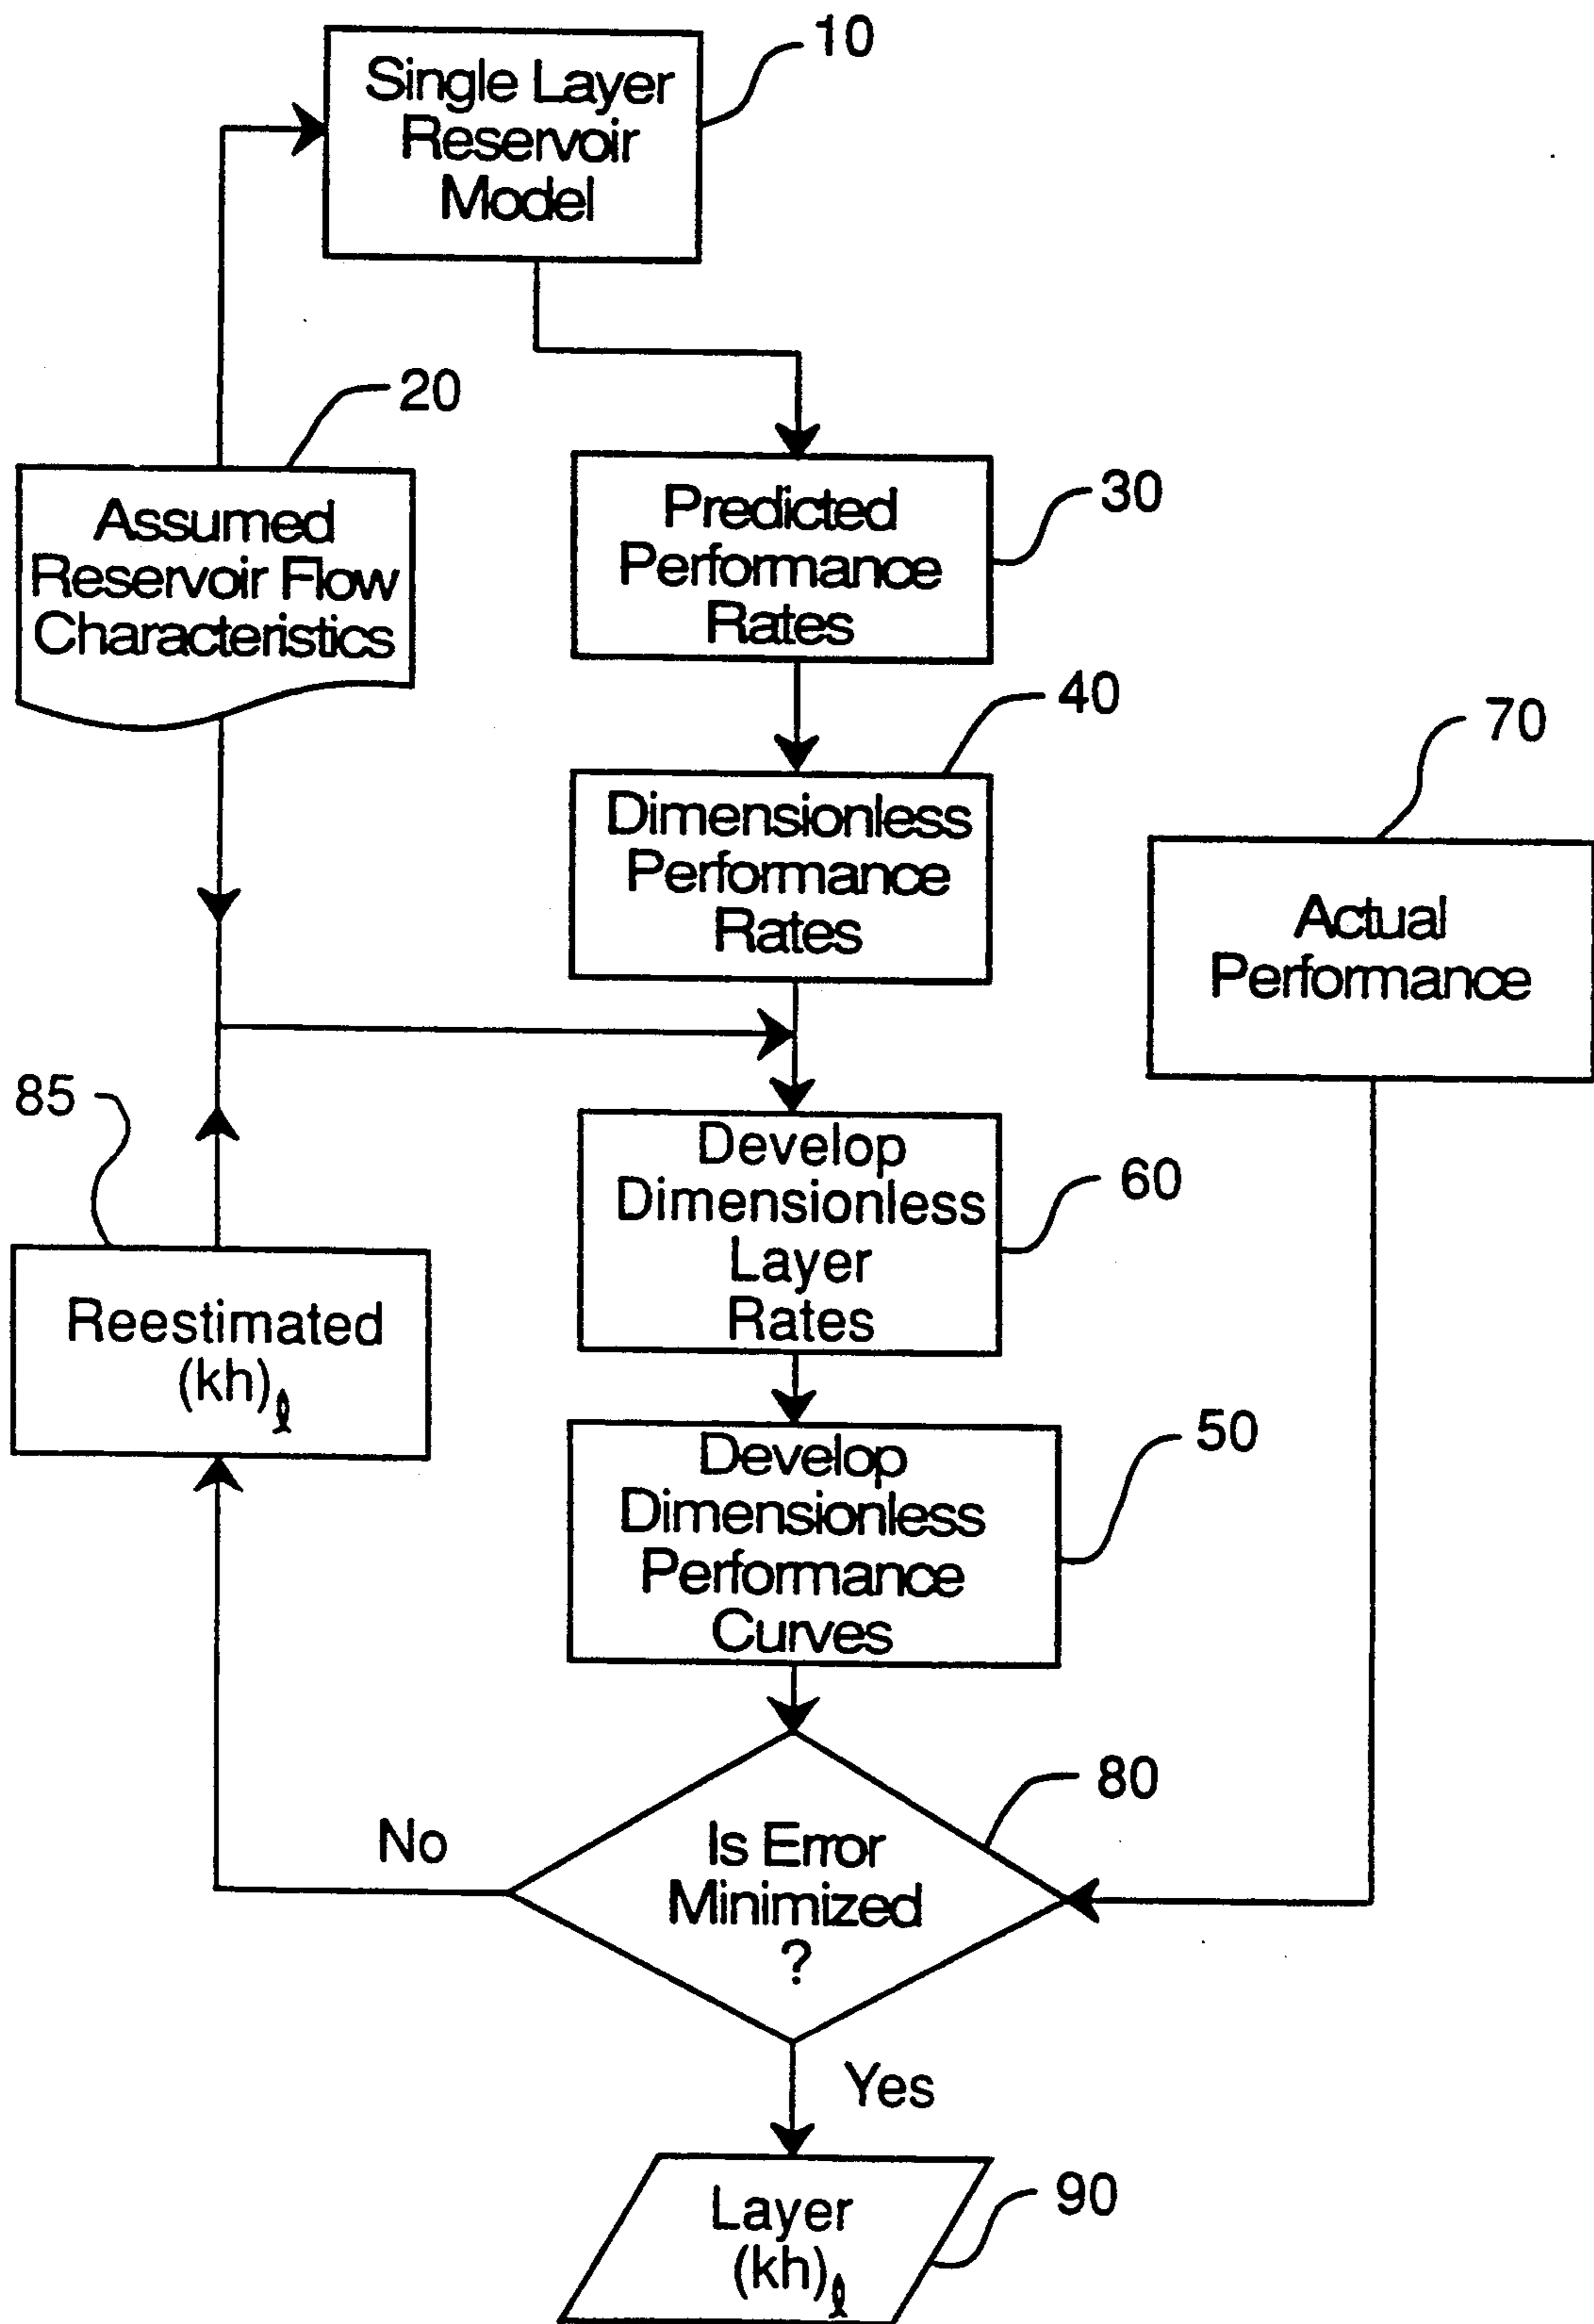 10
Single Layer
Reservoir
Model
20
Assumed
Reservoir Flow
Characteristics
30
Predicted
Performance
Rates
40
Dimensionless
Performance
Rates
70
Actual
Performance
85
Reestimated
(kh)ℓ
60
Develop
Dimensionless
Layer
Rates
50
Develop
Dimensionless
Performance
Curves
80
Is Error
Minimized
?
No
Yes
90
Layer
(kh)ℓ